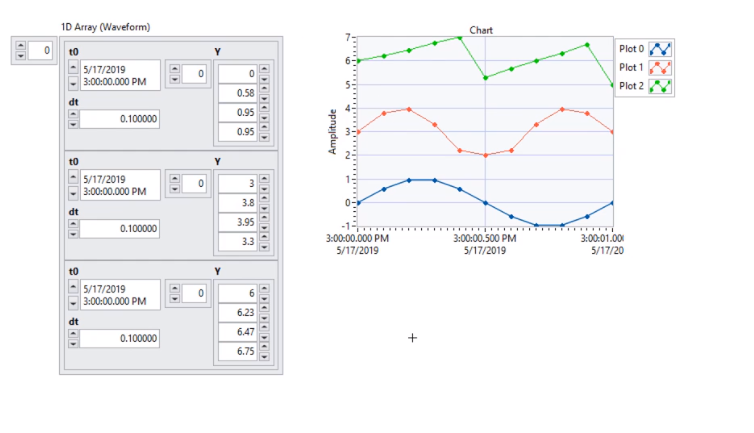 1D Array (Waveform)
0
t0
Y
5/17/2019
3:00:00.000 PM
0
0
0.58
0.95
0.95
dt
0.100000
t0
Y
5/17/2019
3:00:00.000 PM
0
3
3.8
3.95
3.3
dt
0.100000
t0
Y
5/17/2019
3:00:00.000 PM
0
6
6.23
6.47
6.75
dt
0.100000
Chart
Plot 0
Plot 1
Plot 2
Amplitude
7
6
5
4
3
2
1
0
-1
3:00:00.000 PM
5/17/2019
3:00:00.500 PM
5/17/2019
3:00:01.00
5/17/20